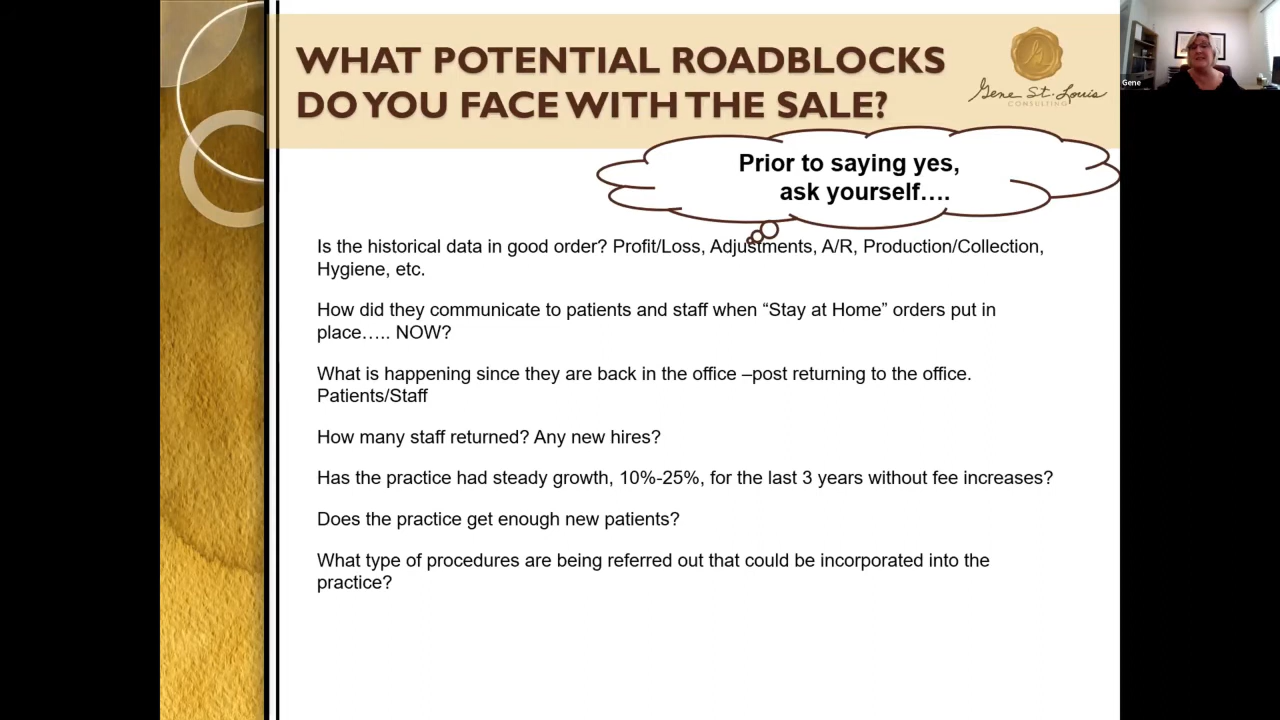 WHAT POTENTIAL ROADBLOCKS
DO YOU FACE WITH THE SALE?
Gene St. Louis
CONSULTING
Gene
Prior to saying yes,
ask yourself….
Is the historical data in good order? Profit/Loss, Adjustments, A/R, Production/Collection,
Hygiene, etc.
How did they communicate to patients and staff when “Stay at Home” orders put in
place….. NOW?
What is happening since they are back in the office –post returning to the office.
Patients/Staff
How many staff returned? Any new hires?
Has the practice had steady growth, 10%-25%, for the last 3 years without fee increases?
Does the practice get enough new patients?
What type of procedures are being referred out that could be incorporated into the
practice?